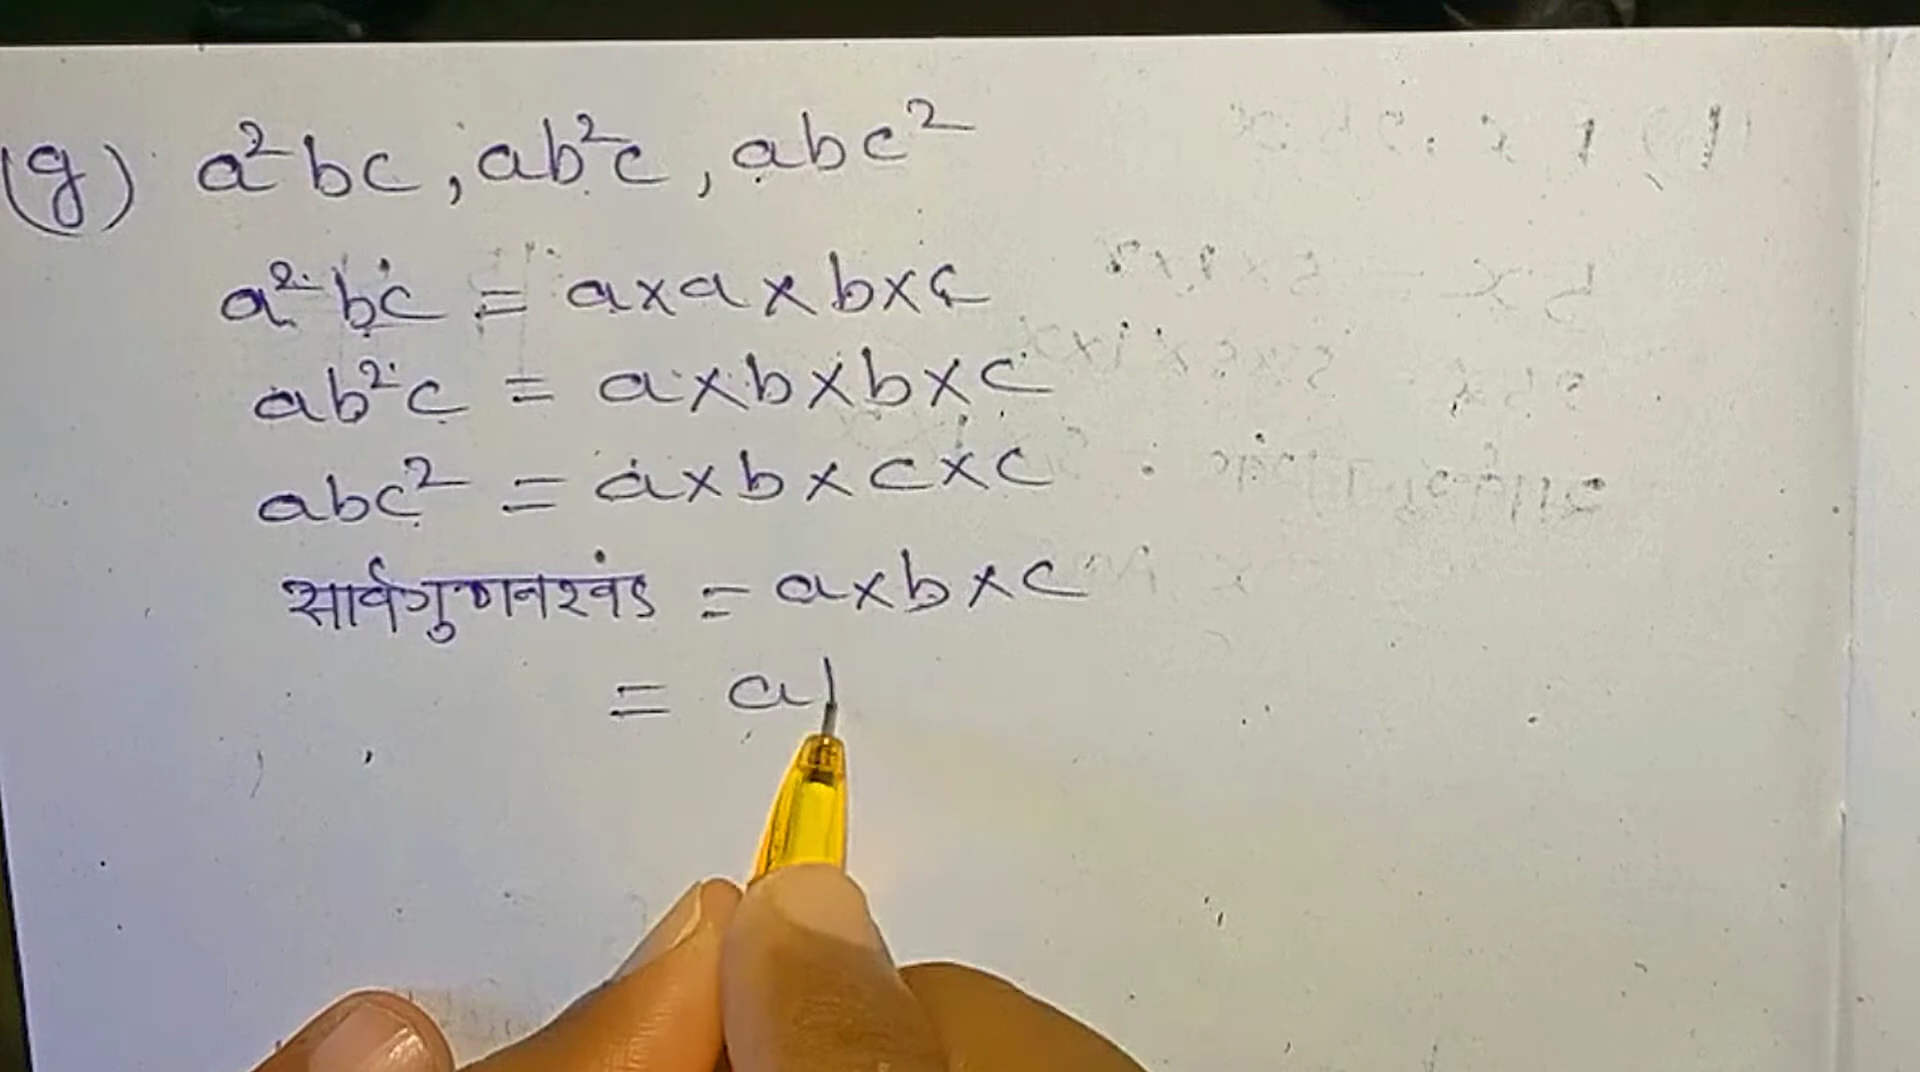 (g) a²bc, ab²c, abc²
a²bc = a×a×b×c
ab²c = a×b×b×c
abc² = a×b×c×c
सार्वगुणनखंड = a×b×c
= a